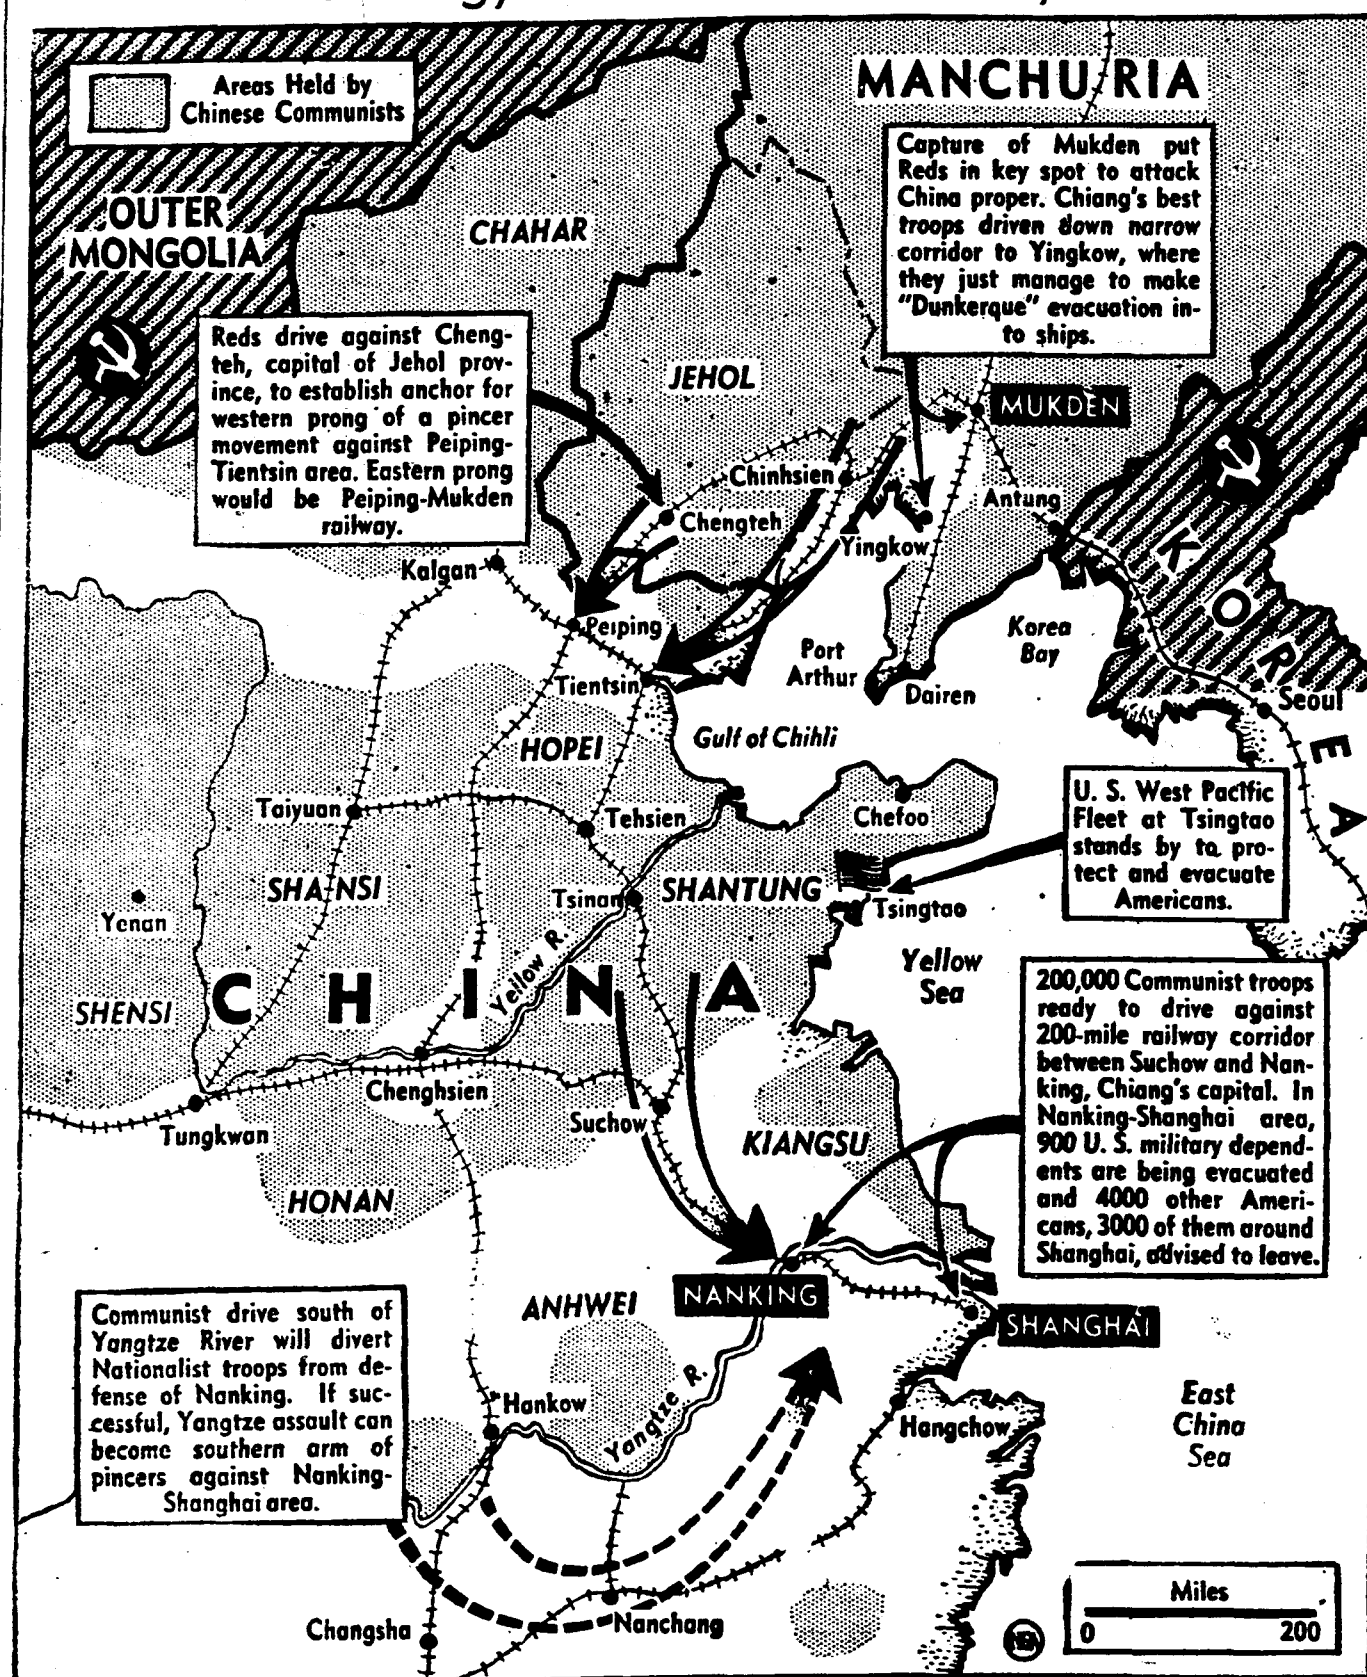 Areas Held by
Chinese Communists
MANCHURIA
Capture of Mukden put
Reds in key spot to attack
China proper. Chiang's best
troops driven down narrow
corridor to Yingkow, where
they just manage to make
"Dunkerque" evacuation in-
to ships.
OUTER
MONGOLIA
CHAHAR
Reds drive against Cheng-
teh, capital of Jehol prov-
ince, to establish anchor for
western prong of a pincer
movement against Peiping-
Tientsin area. Eastern prong
would be Peiping-Mukden
railway.
JEHOL
MUKDEN
Chinhsien
Chengteh
Antung
Yingkow
Kalgan
KOREA
Peiping
Korea
Bay
Port
Arthur
Tientsin
Dairen
Seoul
HOPEI
Gulf of Chihli
U. S. West Pacific
Fleet at Tsingtao
stands by to pro-
tect and evacuate
Americans.
Taiyuan
Tehsien
Chefoo
SHANSI
Tsinan
SHANTUNG
Tsingtao
Yenan
Yellow R.
Yellow
Sea
SHENSI
CHINA
200,000 Communist troops
ready to drive against
200-mile railway corridor
between Suchow and Nan-
king, Chiang's capital. In
Nanking-Shanghai area,
900 U. S. military depend-
ents are being evacuated
and 4000 other Ameri-
cans, 3000 of them around
Shanghai, advised to leave.
Chenghsien
Suchow
Tungkwan
KIANGSU
HONAN
Communist drive south of
Yangtze River will divert
Nationalist troops from de-
fense of Nanking. If suc-
cessful, Yangtze assault can
become southern arm of
pincers against Nanking-
Shanghai area.
ANHWEI
NANKING
SHANGHAI
Hankow
Yangtze R.
Hangchow
East
China
Sea
Miles
0 200
Changsha
Nanchang
NEA